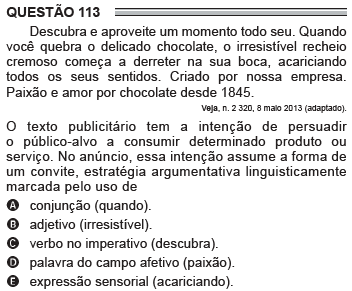 QUESTÃO 113
Descubra e aproveite um momento todo seu. Quando
você quebra o delicado chocolate, o irresistível recheio
cremoso começa a derreter na sua boca, acariciando
todos os seus sentidos. Criado por nossa empresa.
Paixão e amor por chocolate desde 1845.
Veja, n. 2 320, 8 maio 2013 (adaptado).
O texto publicitário tem a intenção de persuadir
o público-alvo a consumir determinado produto ou
serviço. No anúncio, essa intenção assume a forma de
um convite, estratégia argumentativa linguisticamente
marcada pelo uso de
A conjunção (quando).
B adjetivo (irresistível).
C verbo no imperativo (descubra).
D palavra do campo afetivo (paixão).
E expressão sensorial (acariciando).